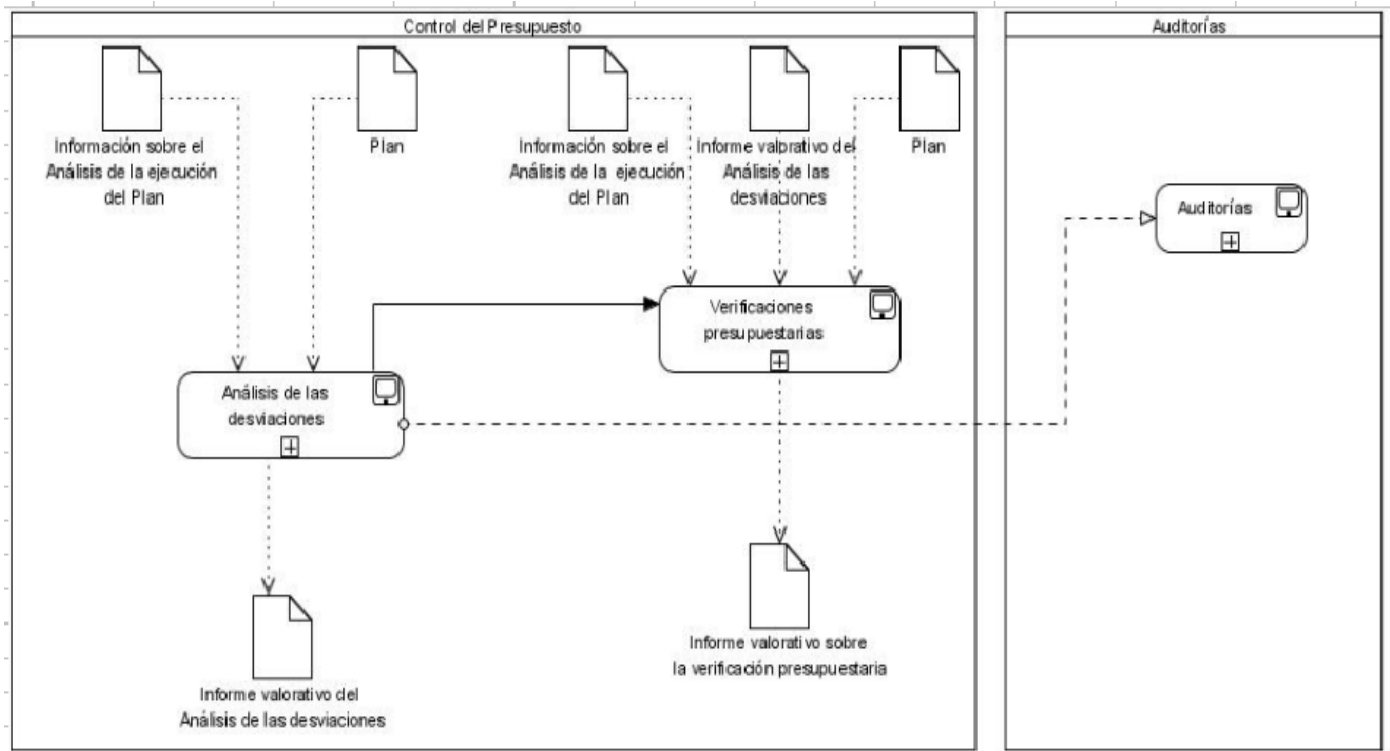 Control del Presupuesto
Auditorías
Información sobre el
Análisis de la ejecución
del Plan
Plan
Información sobre el
Análisis de la ejecución
del Plan
Informe valorativo del
Análisis de las
desviaciones
Plan
Auditorías
Verificaciones
presupuestarias
Análisis de las
desviaciones
Informe valorativo sobre
la verificación presupuestaria
Informe valorativo del
Análisis de las desviaciones